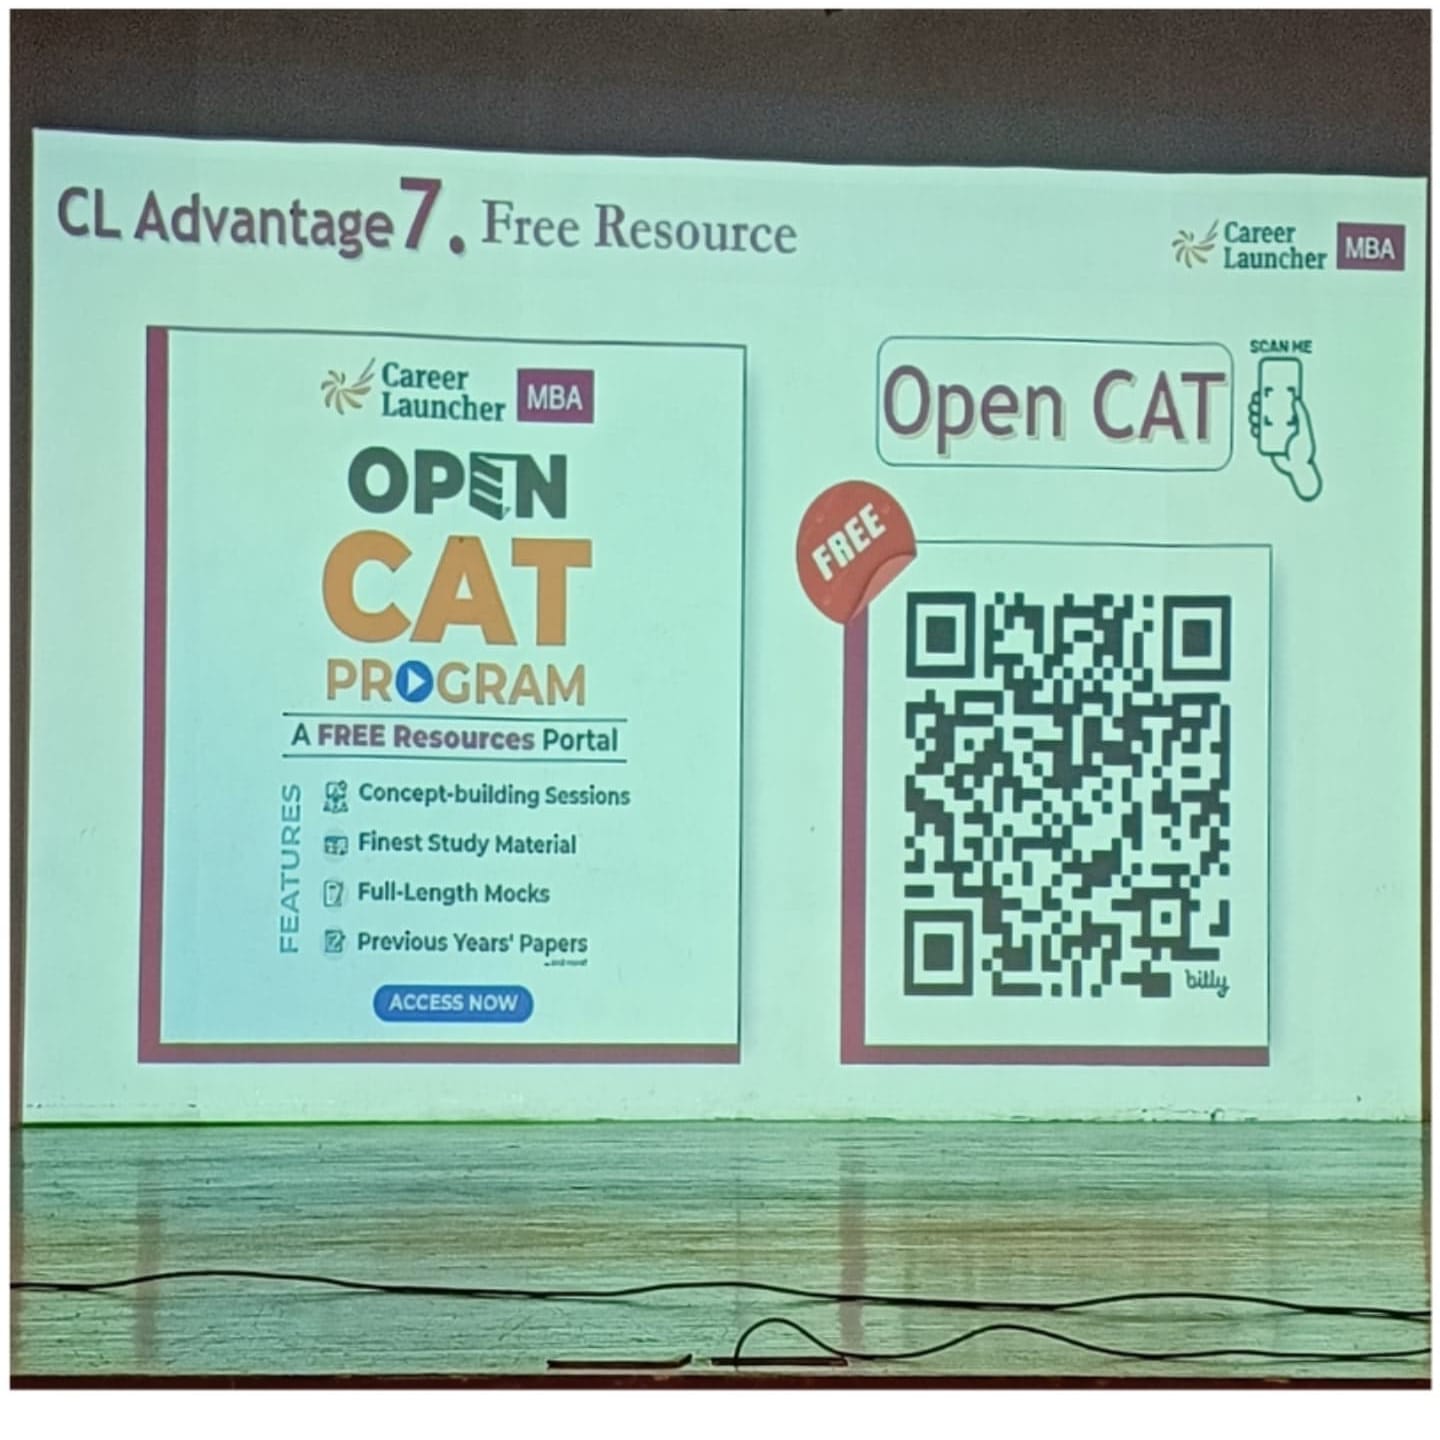 CL Advantage 7. Free Resource
Career
Launcher
MBA
Career
Launcher
MBA
OPEN
CAT
PROGRAM
A FREE Resources Portal
FEATURES
Concept-building Sessions
Finest Study Material
Full-Length Mocks
Previous Years' Papers
...and more!
ACCESS NOW
Open CAT
SCAN ME
FREE
bitly